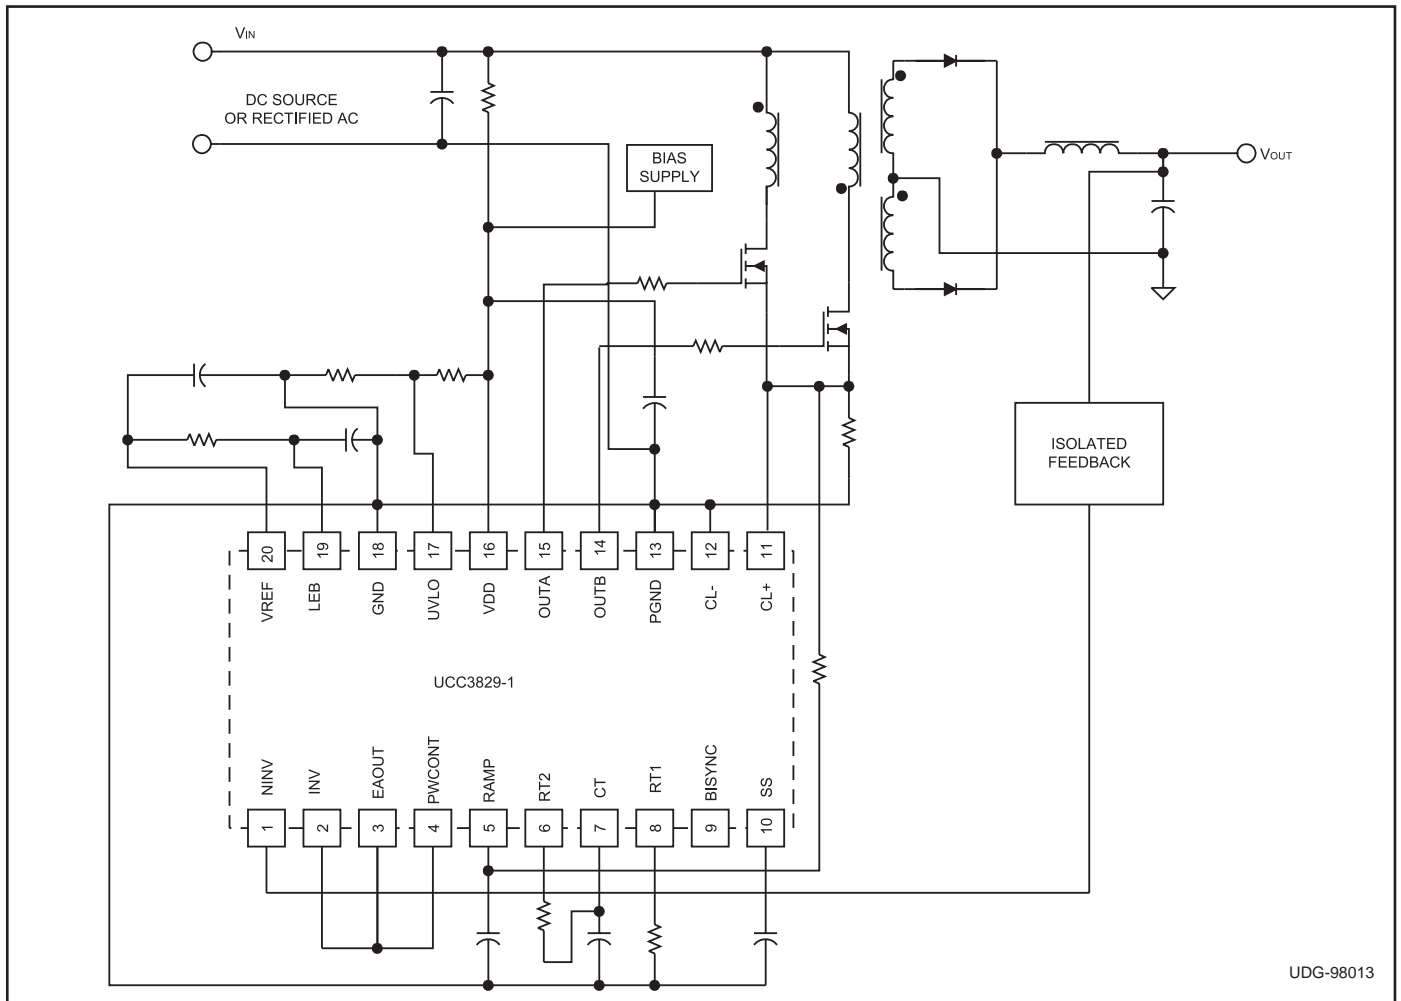 VIN
DC SOURCE
OR RECTIFIED AC
BIAS
SUPPLY
VOUT
ISOLATED
FEEDBACK
20
19
18
17
16
15
14
13
12
11
VREF
LEB
GND
UVLO
VDD
OUTA
OUTB
PGND
CL-
CL+
UCC3829-1
NINV
INV
EAOUT
PWCONT
RAMP
RT2
CT
RT1
BISYNC
SS
1
2
3
4
5
6
7
8
9
10
UDG-98013